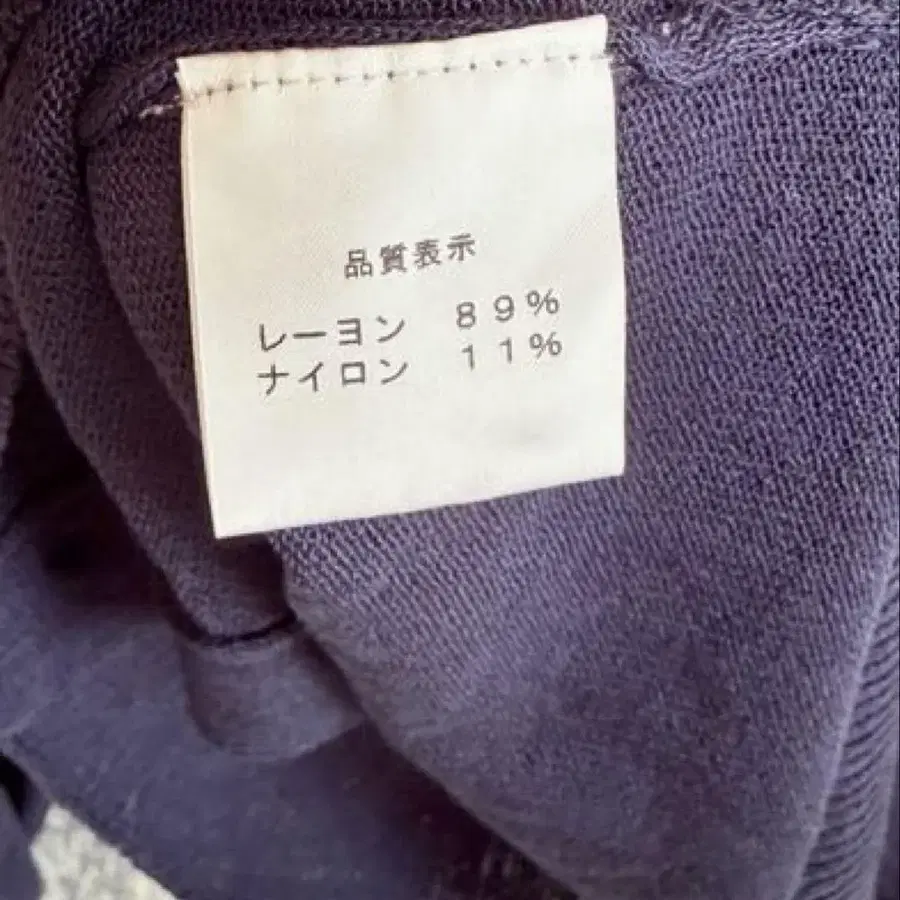 品質表示
レーヨン 89%
ナイロン 11%